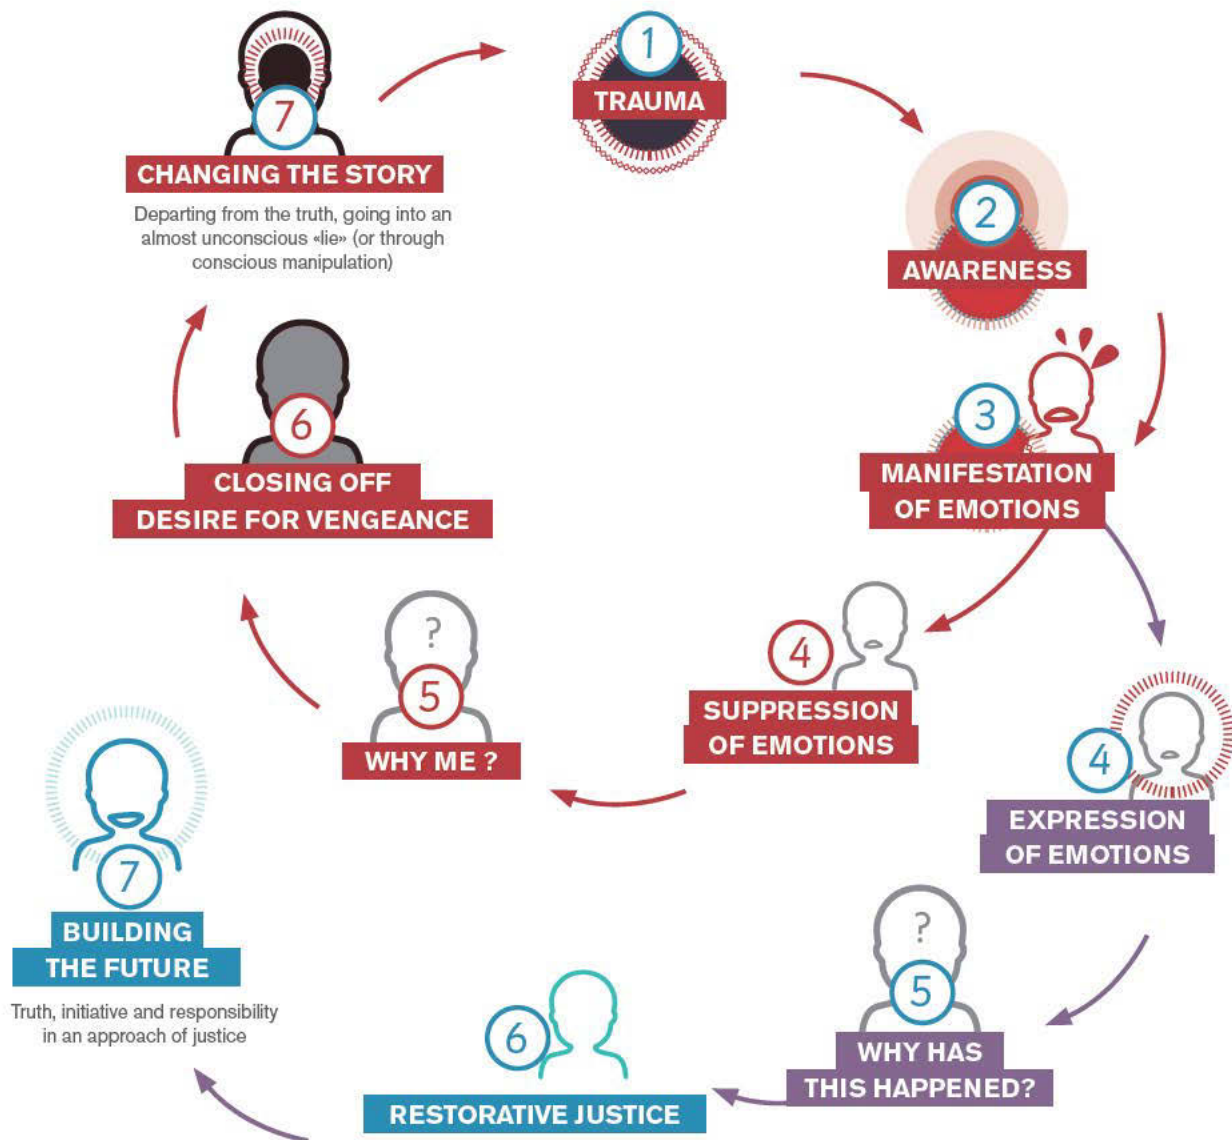 1
TRAUMA
2
AWARENESS
3
MANIFESTATION
OF EMOTIONS
4
SUPPRESSION
OF EMOTIONS
?
5
WHY ME ?
6
CLOSING OFF
DESIRE FOR VENGEANCE
7
CHANGING THE STORY
Departing from the truth, going into an
almost unconscious «lie» (or through
conscious manipulation)
4
EXPRESSION
OF EMOTIONS
?
5
WHY HAS
THIS HAPPENED?
6
RESTORATIVE JUSTICE
7
BUILDING
THE FUTURE
Truth, initiative and responsibility
in an approach of justice